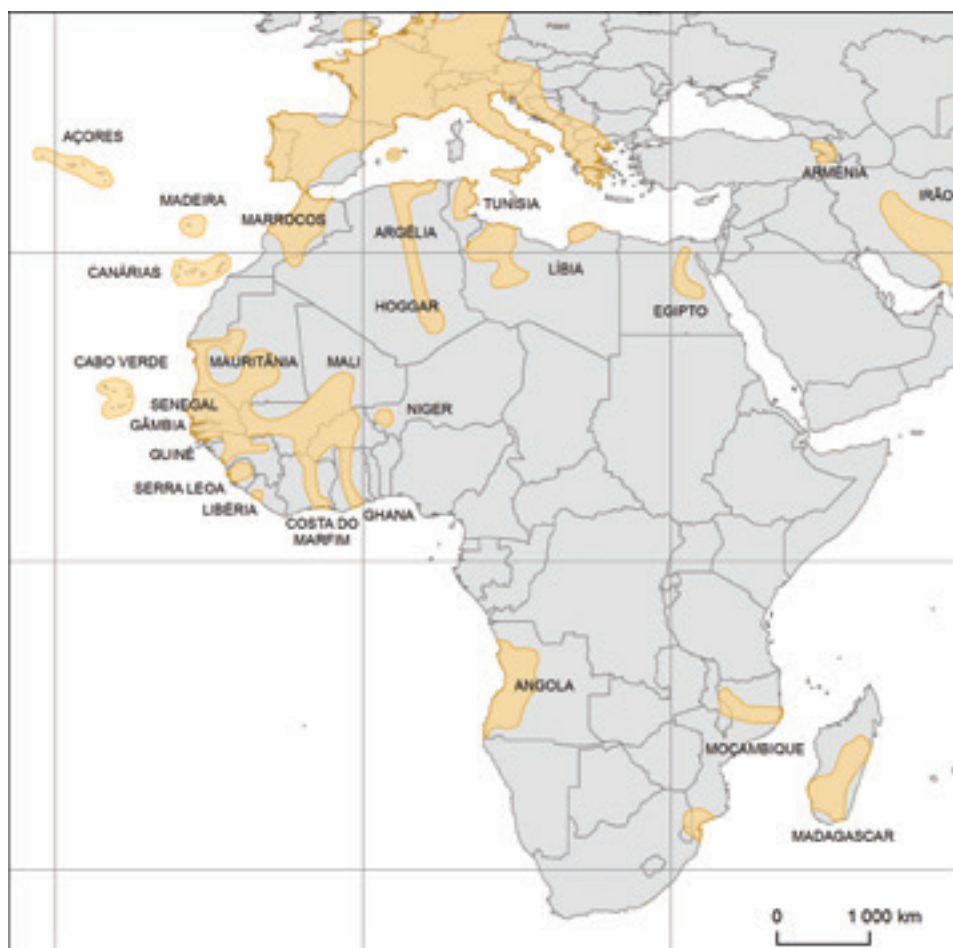 AÇORES
ARMÉNIA
IRÃO
MADEIRA
TUNÍSIA
MARROCOS
ARGÉLIA
CANÁRIAS
LÍBIA
HOGGAR
EGIPTO
CABO VERDE
MAURITÂNIA
MALI
SENEGAL
NIGER
GÂMBIA
GUINÉ
SERRA LEOA
LIBÉRIA
GHANA
COSTA DO
MARFIM
ANGOLA
MOÇAMBIQUE
MADAGASCAR
0 1 000 km